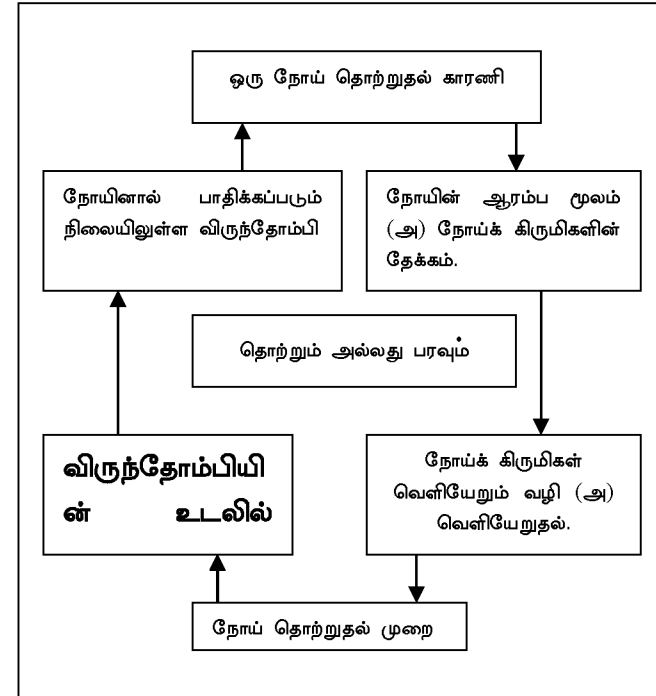 ஒரு நோய் தொற்றுதல் காரணி
நோயினால் பாதிக்கப்படும்
நிலையிலுள்ள விருந்தோம்பி
நோயின் ஆரம்ப மூலம்
(அ) நோய்க் கிருமிகளின்
தேக்கம்.
தொற்றும் அல்லது பரவும்
விருந்தோம்பியி
ன் உடலில்
நோய்க் கிருமிகள்
வெளியேறும் வழி (அ)
வெளியேறுதல்.
நோய் தொற்றுதல் முறை